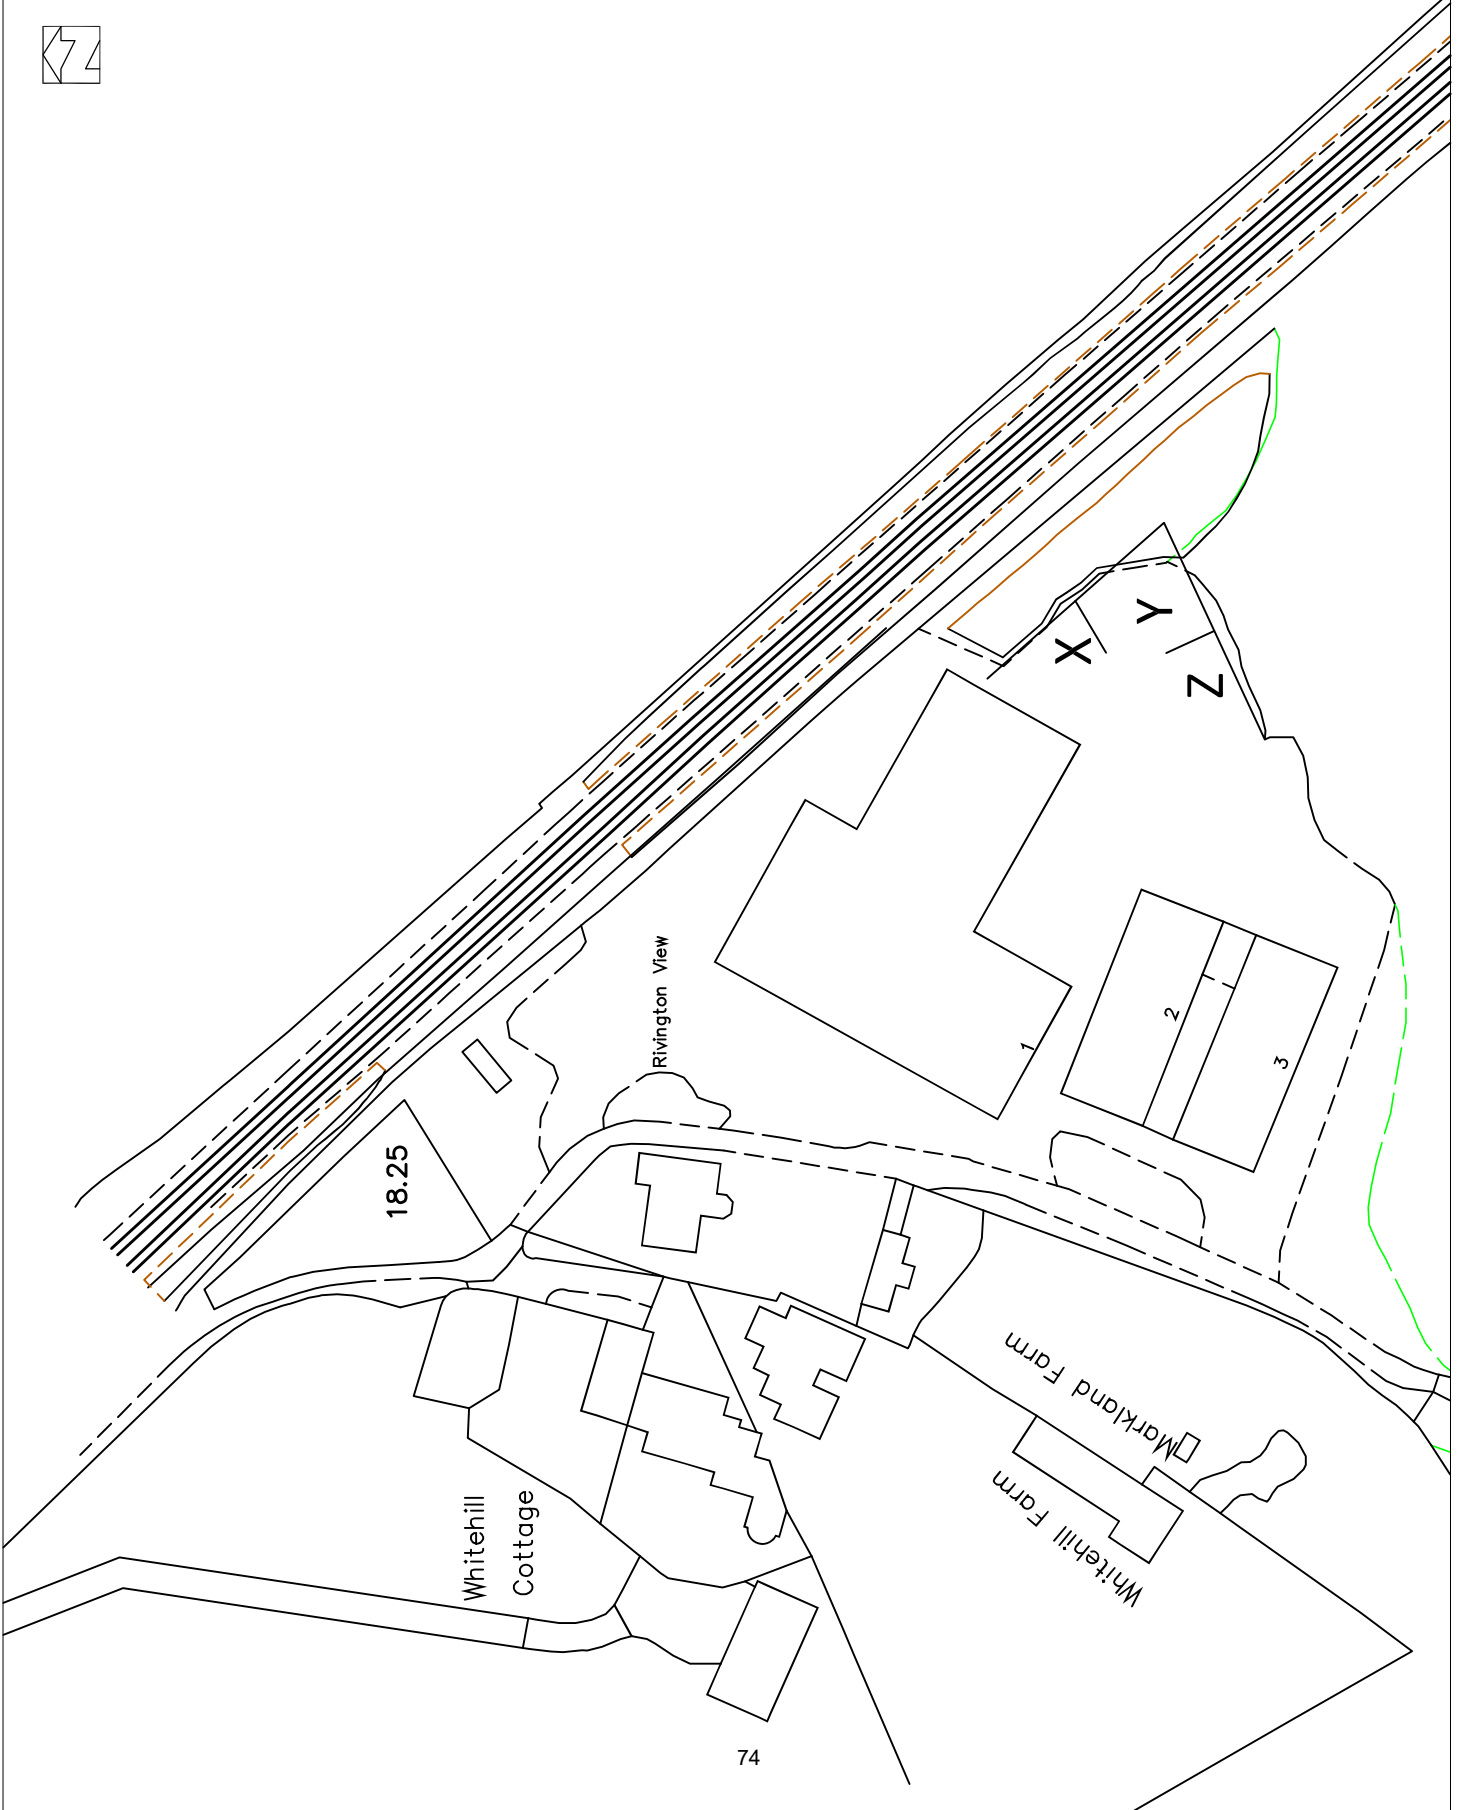 Z
18.25
Rivington View
X
Y
Z
1
2
3
Whitehill
Cottage
Markland Farm
Whitehill Farm
74